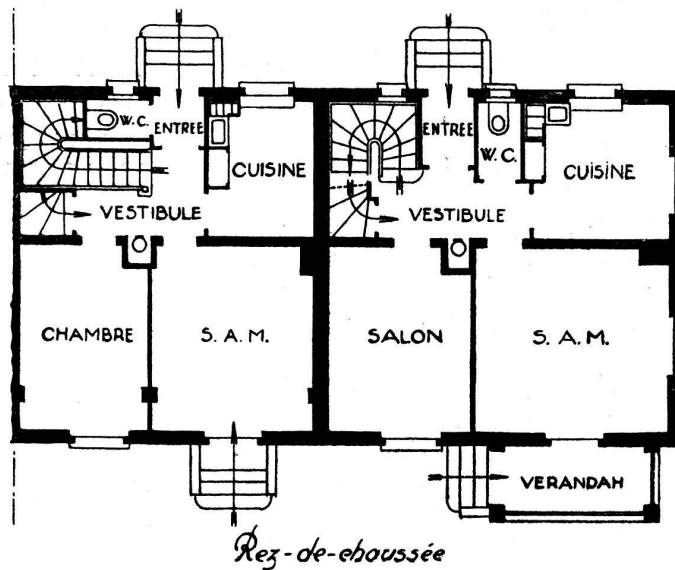 W.C.
ENTREE
CUISINE
VESTIBULE
CHAMBRE
S. A. M.
ENTREE
W.C.
CUISINE
VESTIBULE
SALON
S. A. M.
VERANDAH
Rez-de-chaussée